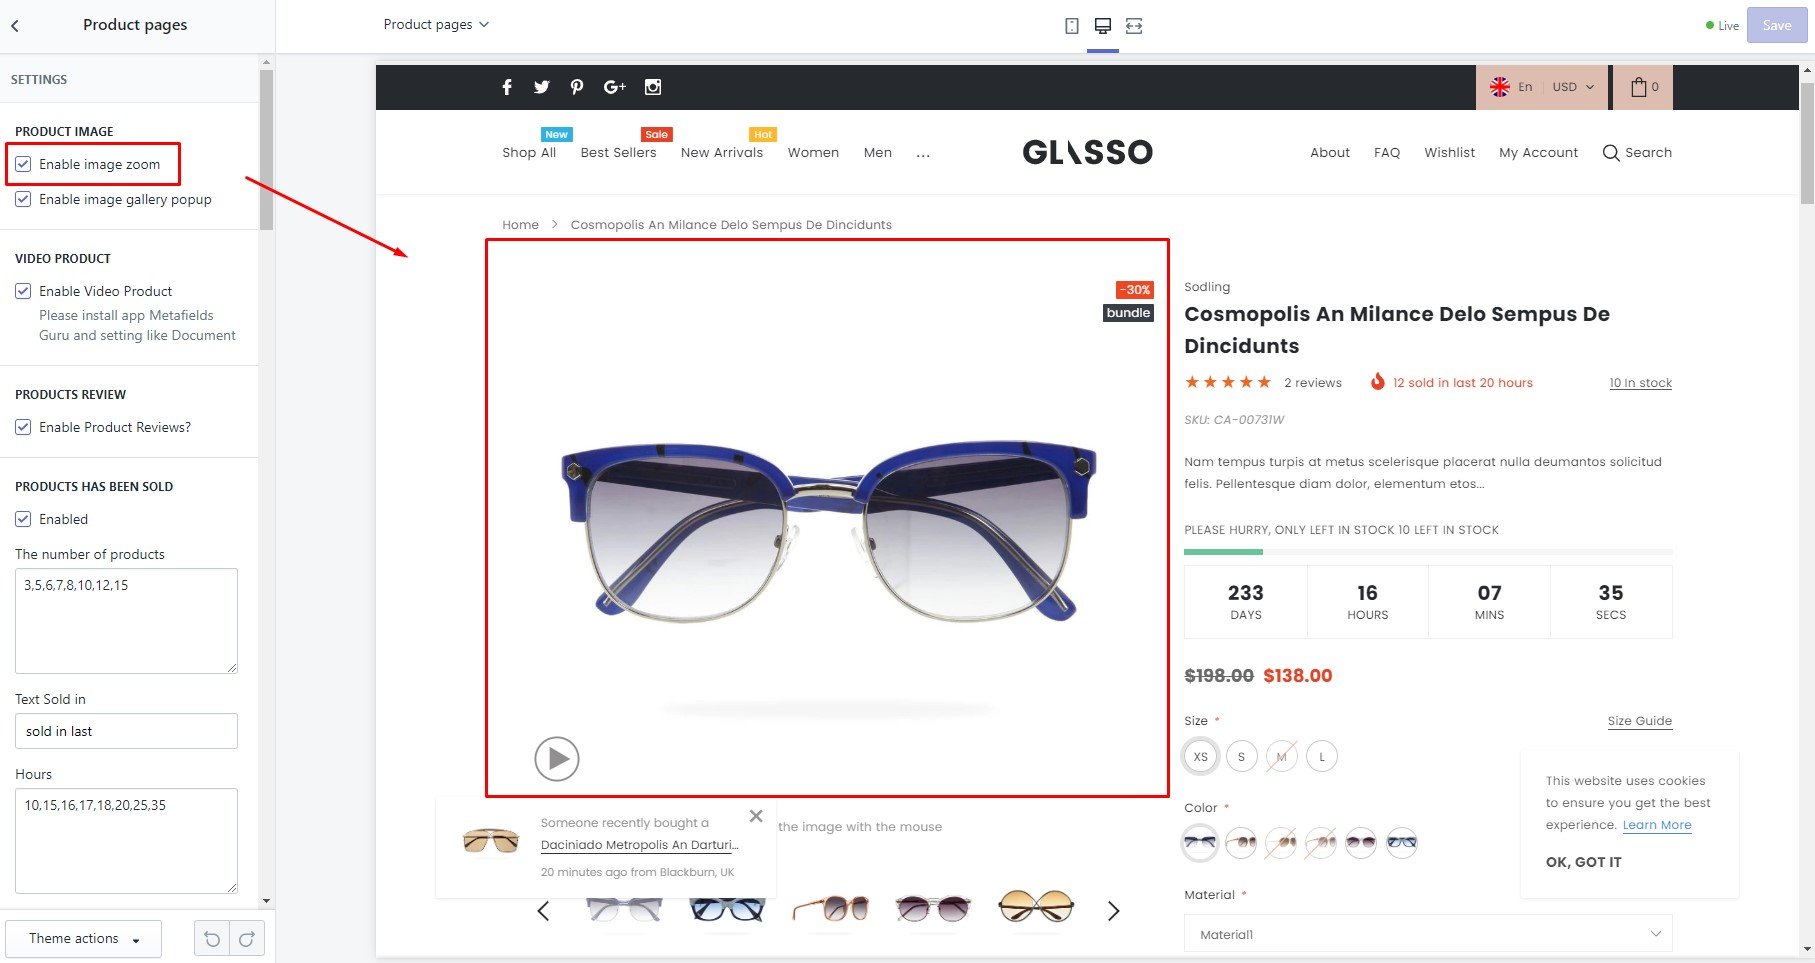 Product pages
Product pages
Live
Save
SETTINGS
PRODUCT IMAGE
Enable image zoom
Enable image gallery popup
VIDEO PRODUCT
Enable Video Product
Please install app Metafields
Guru and setting like Document
PRODUCTS REVIEW
Enable Product Reviews?
PRODUCTS HAS BEEN SOLD
Enabled
The number of products
3,5,6,7,8,10,12,15
Text Sold in
sold in last
Hours
10,15,16,17,18,20,25,35
Theme actions
En USD 0
New Sale Hot
Shop All Best Sellers New Arrivals Women Men ... GLASSO About FAQ Wishlist My Account Search
Home > Cosmopolis An Milance Delo Sempus De Dincidunts
-30%
bundle
Sodling
Cosmopolis An Milance Delo Sempus De
Dincidunts
2 reviews 12 sold in last 20 hours 10 In stock
SKU: CA-00731W
Nam tempus turpis at metus scelerisque placerat nulla deumantos solicitud
felis. Pellentesque diam dolor, elementum etos...
PLEASE HURRY, ONLY LEFT IN STOCK 10 LEFT IN STOCK
233 16 07 35
DAYS HOURS MINS SECS
$198.00 $138.00
Size * Size Guide
XS S M L
Color *
Material *
Material1
the image with the mouse
Someone recently bought a
Daciniado Metropolis An Darturi...
20 minutes ago from Blackburn, UK
This website uses cookies
to ensure you get the best
experience. Learn More
OK, GOT IT